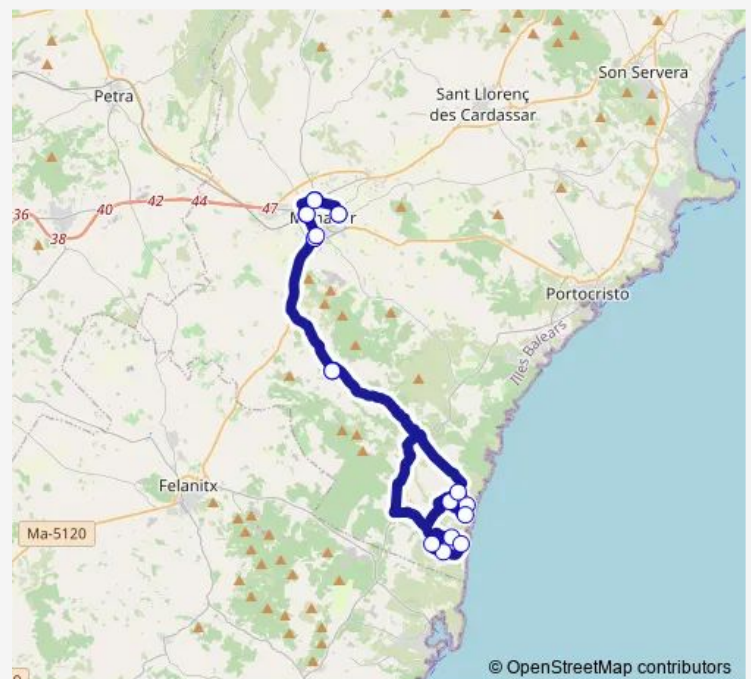 Son Servera
Petra
Sant Llorenç
des Cardassar
36
38
40
42
44
47
Portocristo
Illes Balears
Felanitx
Ma-5120
© OpenStreetMap contributors